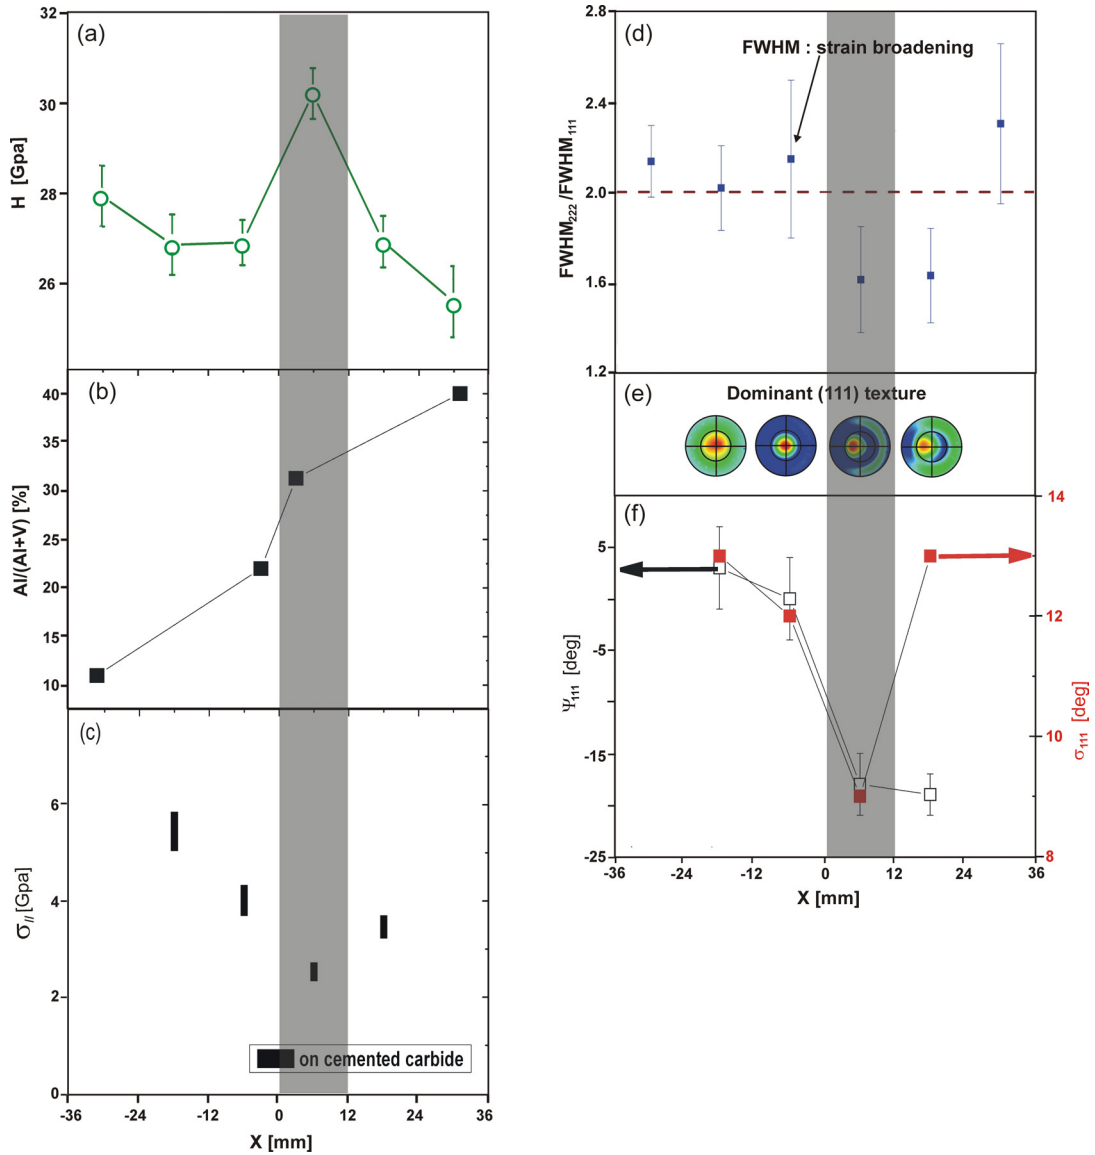 (a)
32
30
28
26
H [Gpa]
(b)
40
35
30
25
20
15
10
Al/(Al+V) [%]
(c)
6
4
2
0
σ// [Gpa]
on cemented carbide
-36 -24 -12 0 12 24 36
X [mm]
(d)
FWHM : strain broadening
2.8
2.4
2.0
1.6
1.2
FWHM222/FWHM111
(e)
Dominant (111) texture
(f)
5
-5
-15
-25
Ψ111 [deg]
14
12
10
8
σ111 [deg]
-36 -24 -12 0 12 24 36
X [mm]